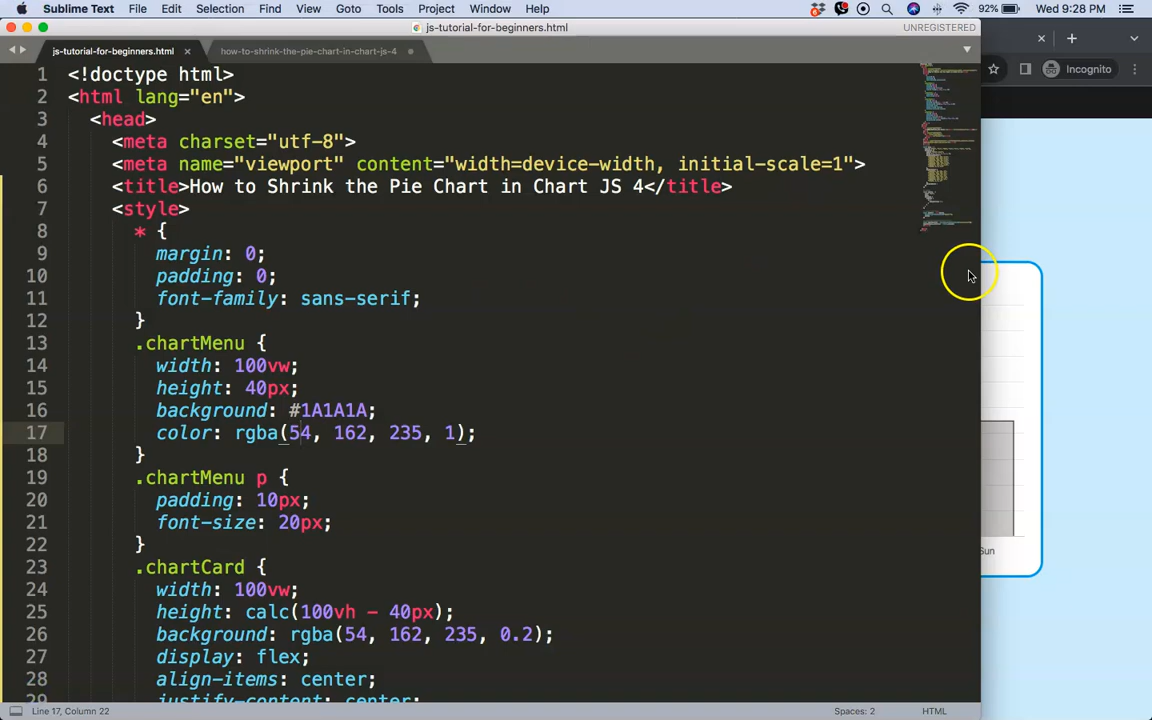 Sublime Text File Edit Selection Find View Goto Tools Project Window Help 92% Wed 9:28 PM
js-tutorial-for-beginners.html UNREGISTERED
js-tutorial-for-beginners.html how-to-shrink-the-pie-chart-in-chart-js-4
Incognito
1 <!doctype html>
2 <html lang="en">
3 <head>
4 <meta charset="utf-8">
5 <meta name="viewport" content="width=device-width, initial-scale=1">
6 <title>How to Shrink the Pie Chart in Chart JS 4</title>
7 <style>
8 * {
9 margin: 0;
10 padding: 0;
11 font-family: sans-serif;
12 }
13 .chartMenu {
14 width: 100vw;
15 height: 40px;
16 background: #1A1A1A;
17 color: rgba(54, 162, 235, 1);
18 }
19 .chartMenu p {
20 padding: 10px;
21 font-size: 20px;
22 }
23 .chartCard {
24 width: 100vw;
25 height: calc(100vh - 40px);
26 background: rgba(54, 162, 235, 0.2);
27 display: flex;
28 align-items: center;
29 justify-content: center;
Sun
Line 17, Column 22 Spaces: 2 HTML